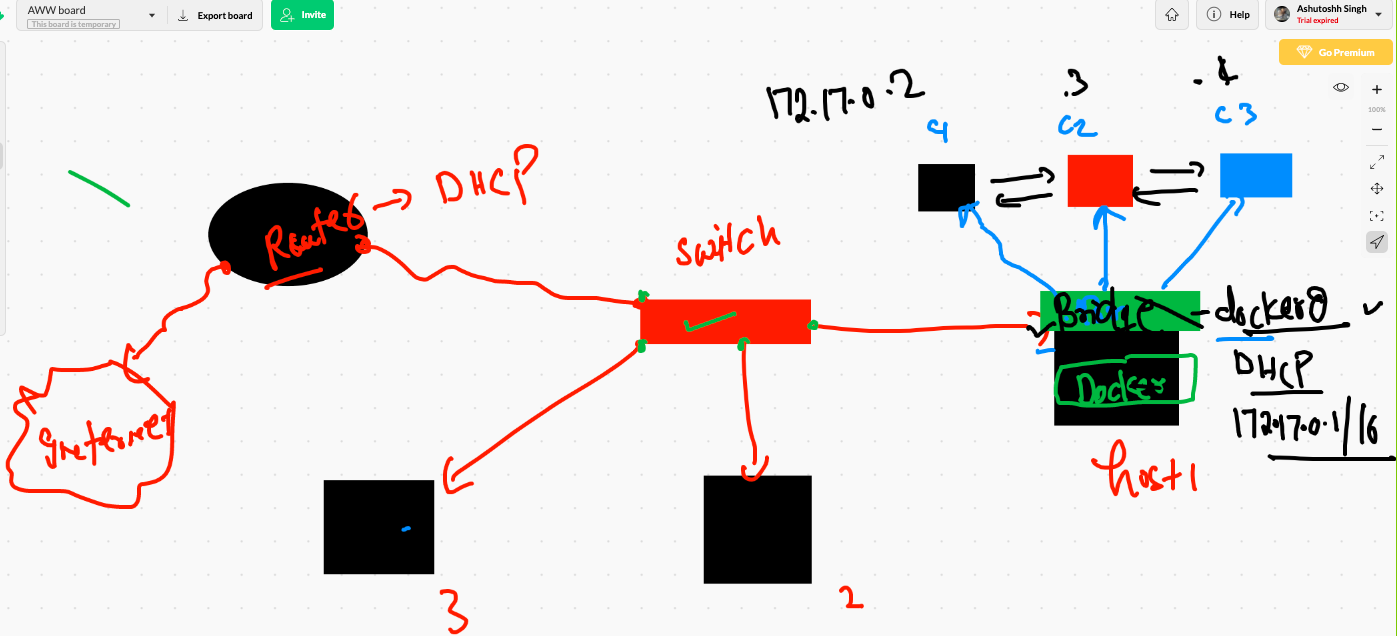 AWW board
This board is temporary
Export board
Invite
Help
Ashutoshh Singh
Trial expired
Go Premium
100%
172.17.0.2
.3
.4
C1
C2
C3
Router
DHCP
switch
Bridge
docker0
Docker
DHCP
172.17.0.1/16
host1
3
2